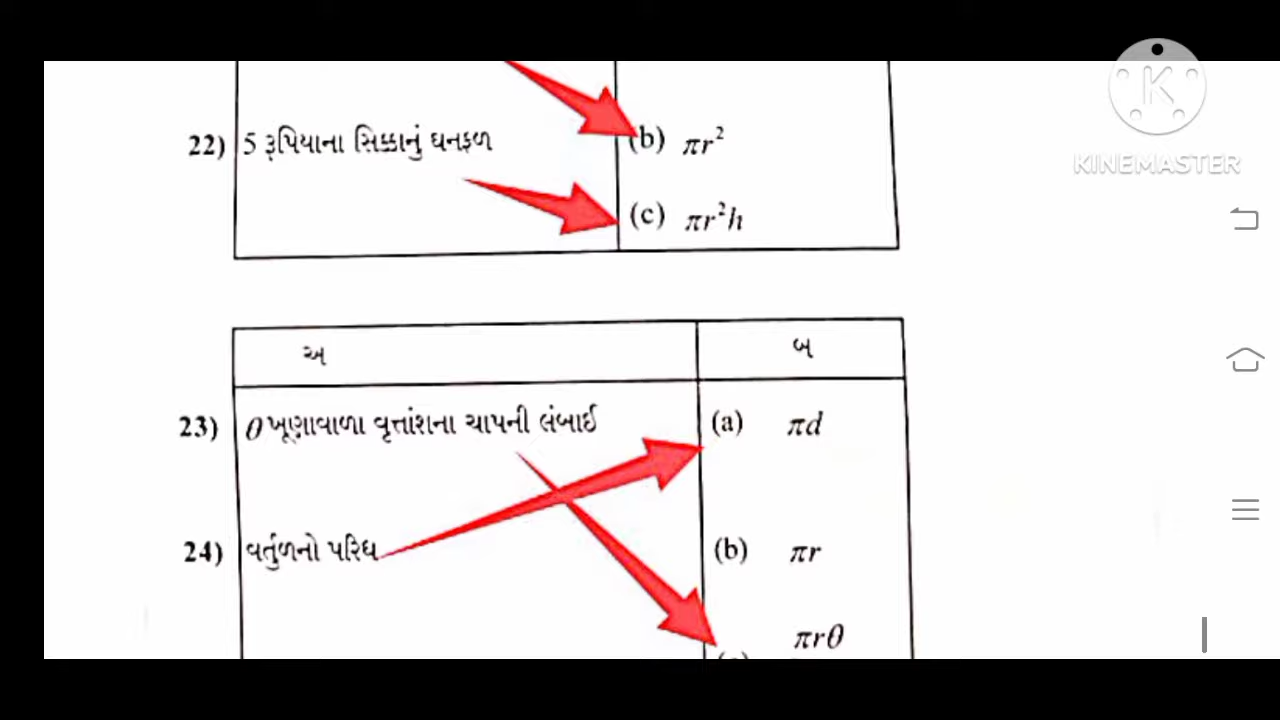 22) 5 રૂપિયાના સિક્કાનું ઘનફળ (b) πr²
(c) πr²h
KINEMASTER
અ બ
23) θ ખૂણાવાળા વૃત્તાંશના ચાપની લંબાઈ (a) πd
24) વર્તુળનો પરિઘ (b) πr
πrθ